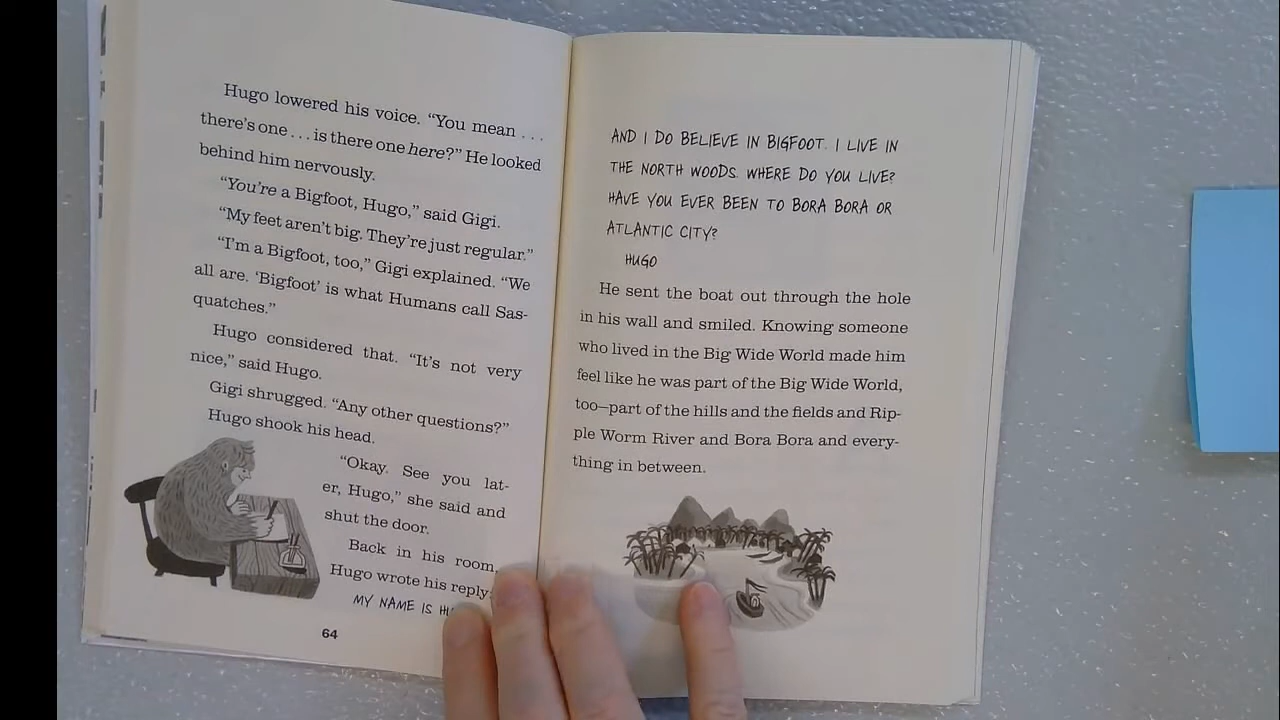 Hugo lowered his voice. “You mean . . .
there’s one . . . is there one here?” He looked
behind him nervously.
“You’re a Bigfoot, Hugo,” said Gigi.
“My feet aren’t big. They’re just regular.”
“I’m a Bigfoot, too,” Gigi explained. “We
all are. ‘Bigfoot’ is what Humans call Sas-
quatches.”
Hugo considered that. “It’s not very
nice,” said Hugo.
Gigi shrugged. “Any other questions?”
Hugo shook his head.
“Okay. See you lat-
er, Hugo,” she said and
shut the door.
Back in his room,
Hugo wrote his reply:
MY NAME IS
64
AND I DO BELIEVE IN BIGFOOT. I LIVE IN
THE NORTH WOODS. WHERE DO YOU LIVE?
HAVE YOU EVER BEEN TO BORA BORA OR
ATLANTIC CITY?
HUGO
He sent the boat out through the hole
in his wall and smiled. Knowing someone
who lived in the Big Wide World made him
feel like he was part of the Big Wide World,
too—part of the hills and the fields and Rip-
ple Worm River and Bora Bora and every-
thing in between.